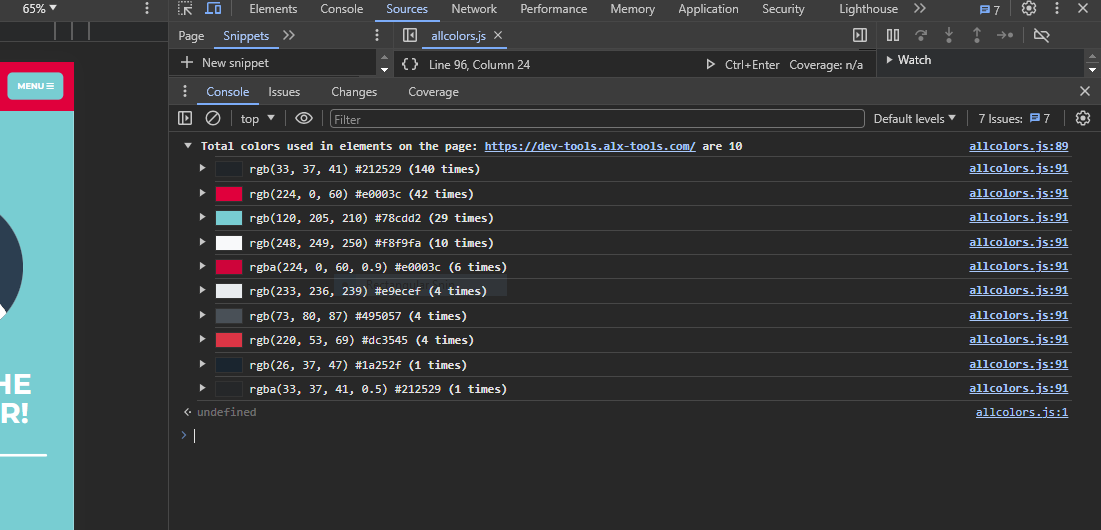 65%
Elements Console Sources Network Performance Memory Application Security Lighthouse 7
Page Snippets allcolors.js
New snippet
{} Line 96, Column 24 Ctrl+Enter Coverage: n/a
Watch
MENU
Console Issues Changes Coverage
top Filter Default levels 7 Issues: 7
Total colors used in elements on the page: https://dev-tools.alx-tools.com/ are 10 allcolors.js:89
rgb(33, 37, 41) #212529 (140 times) allcolors.js:91
rgb(224, 0, 60) #e0003c (42 times) allcolors.js:91
rgb(120, 205, 210) #78cdd2 (29 times) allcolors.js:91
rgb(248, 249, 250) #f8f9fa (10 times) allcolors.js:91
rgba(224, 0, 60, 0.9) #e0003c (6 times) allcolors.js:91
rgb(233, 236, 239) #e9ecef (4 times) allcolors.js:91
rgb(73, 80, 87) #495057 (4 times) allcolors.js:91
rgb(220, 53, 69) #dc3545 (4 times) allcolors.js:91
rgb(26, 37, 47) #1a252f (1 times) allcolors.js:91
rgba(33, 37, 41, 0.5) #212529 (1 times) allcolors.js:91
undefined allcolors.js:1
HE
R!